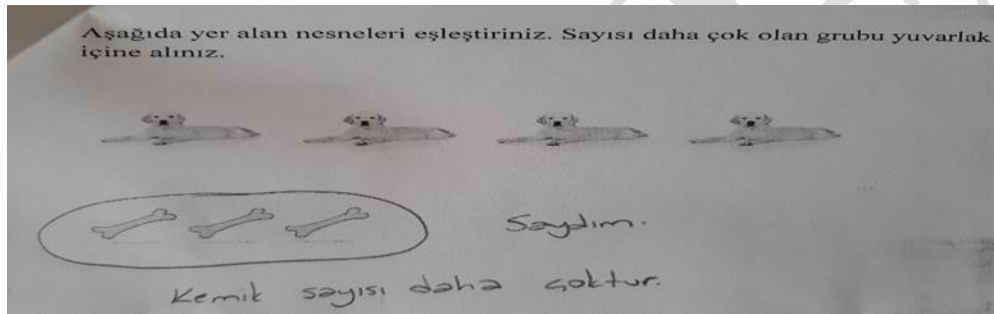 Aşağıda yer alan nesneleri eşleştiriniz. Sayısı daha çok olan grubu yuvarlak
içine alınız.
Saydım.
Kemik sayısı daha çoktur.